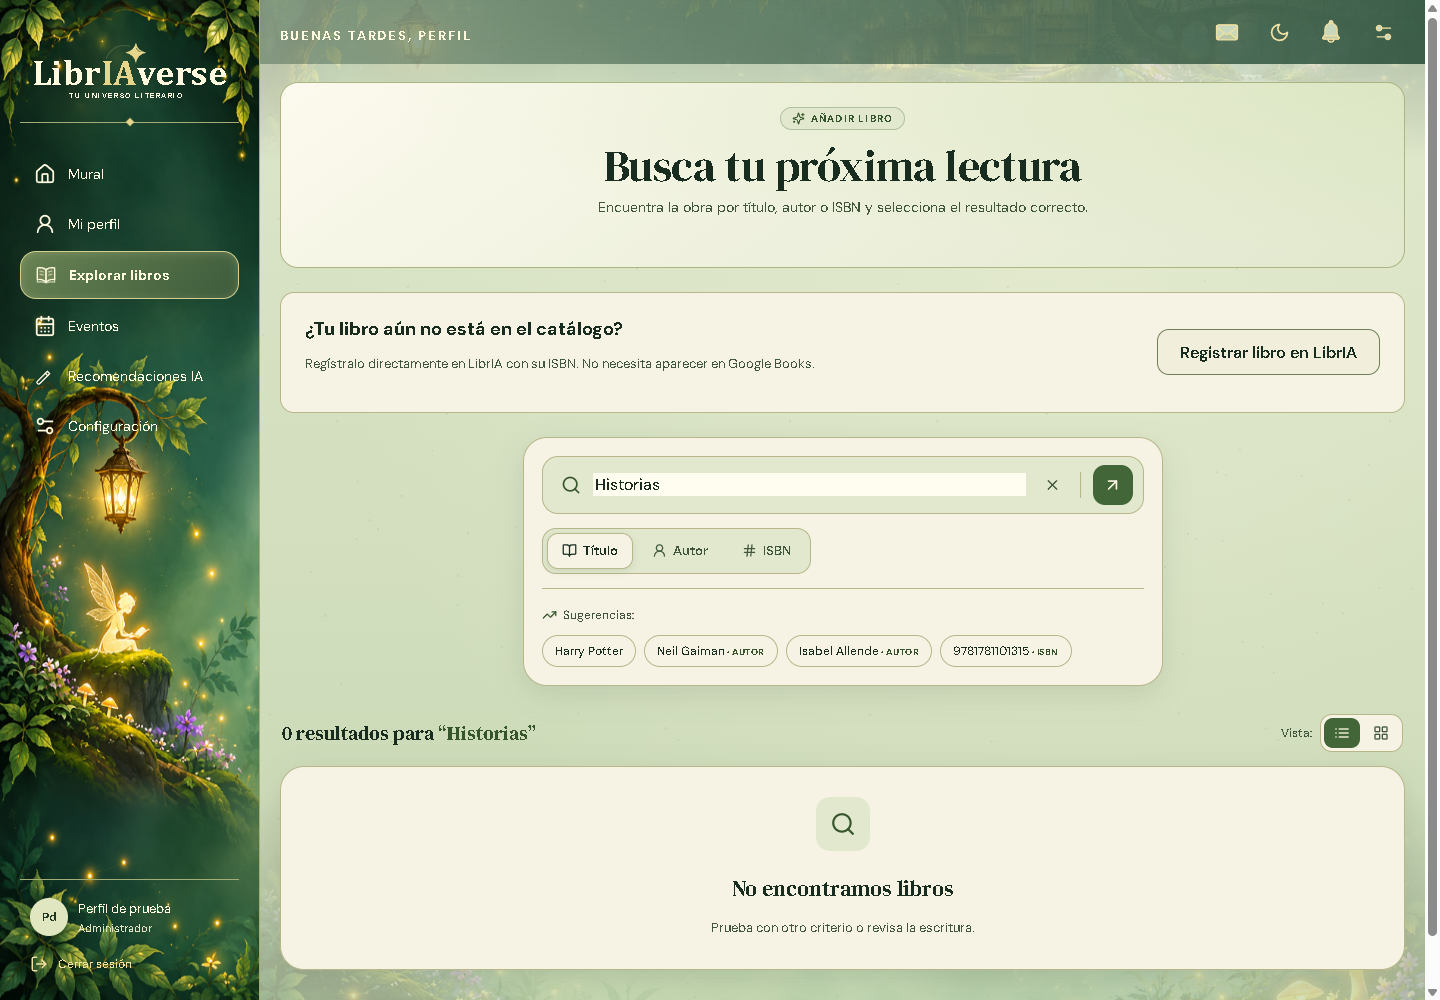 LibrIAverse
TU UNIVERSO LITERARIO
Mural
Mi perfil
Explorar libros
Eventos
Recomendaciones IA
Configuración
Pd
Perfil de prueba
Administrador
Cerrar sesión
BUENAS TARDES, PERFIL
AÑADIR LIBRO
Busca tu próxima lectura
Encuentra la obra por título, autor o ISBN y selecciona el resultado correcto.
¿Tu libro aún no está en el catálogo?
Regístralo directamente en LibrIA con su ISBN. No necesita aparecer en Google Books.
Registrar libro en LibrIA
Historias
Título
Autor
ISBN
Sugerencias:
Harry Potter
Neil Gaiman · AUTOR
Isabel Allende · AUTOR
9781781101315 · ISBN
0 resultados para “Historias”
Vista:
No encontramos libros
Prueba con otro criterio o revisa la escritura.